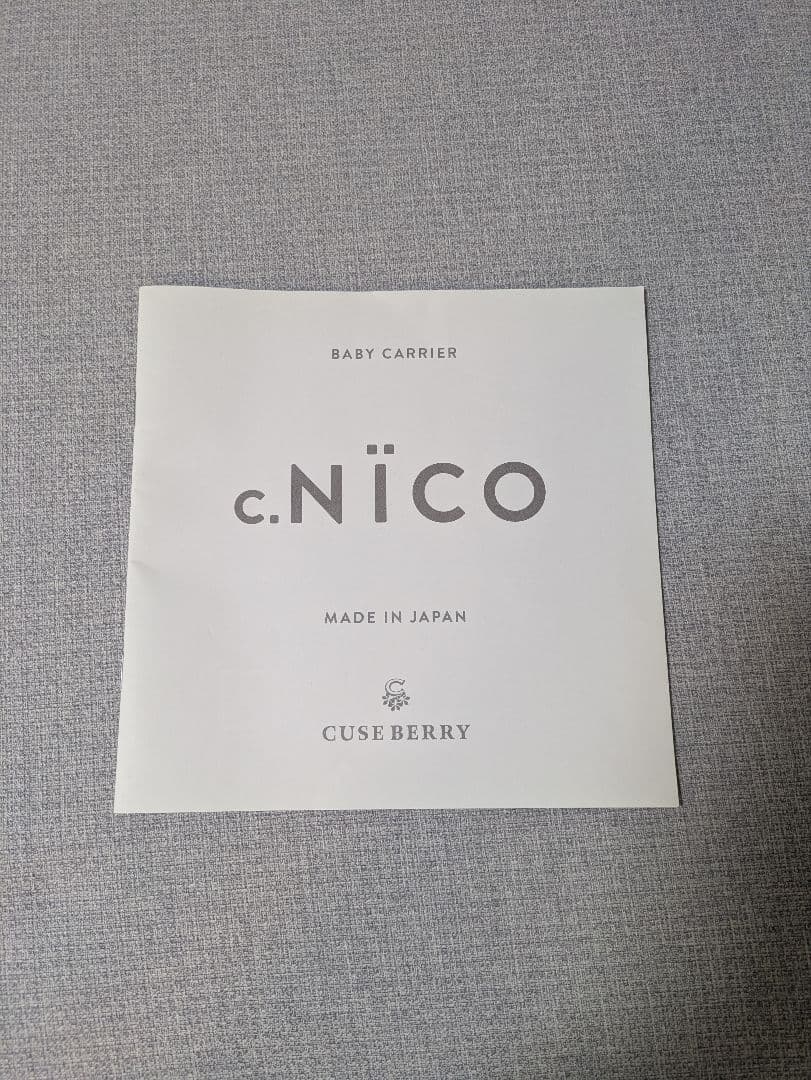 BABY CARRIER
c.NÏCO
MADE IN JAPAN
C
CUSE BERRY